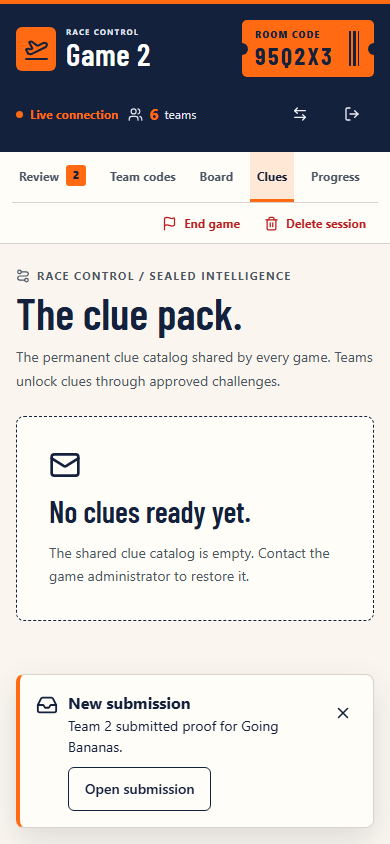 RACE CONTROL
Game 2
ROOM CODE
95Q2X3
Live connection 6 teams
Review 2 Team codes Board Clues Progress
End game Delete session
RACE CONTROL / SEALED INTELLIGENCE
The clue pack.
The permanent clue catalog shared by every game. Teams
unlock clues through approved challenges.
No clues ready yet.
The shared clue catalog is empty. Contact the
game administrator to restore it.
New submission
Team 2 submitted proof for Going
Bananas.
Open submission